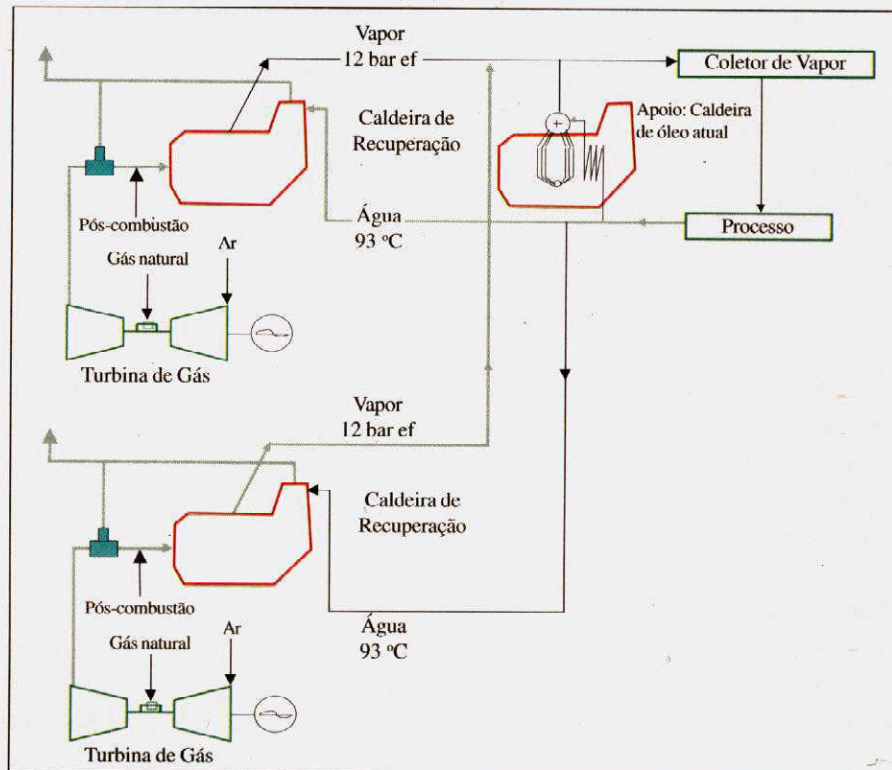 Vapor
12 bar ef
Coletor de Vapor
Caldeira de
Recuperação
Apoio: Caldeira
de óleo atual
Pós-combustão
Ar
Água
93 °C
Processo
Gás natural
Turbina de Gás
Vapor
12 bar ef
Caldeira de
Recuperação
Pós-combustão
Ar
Água
93 °C
Gás natural
Turbina de Gás